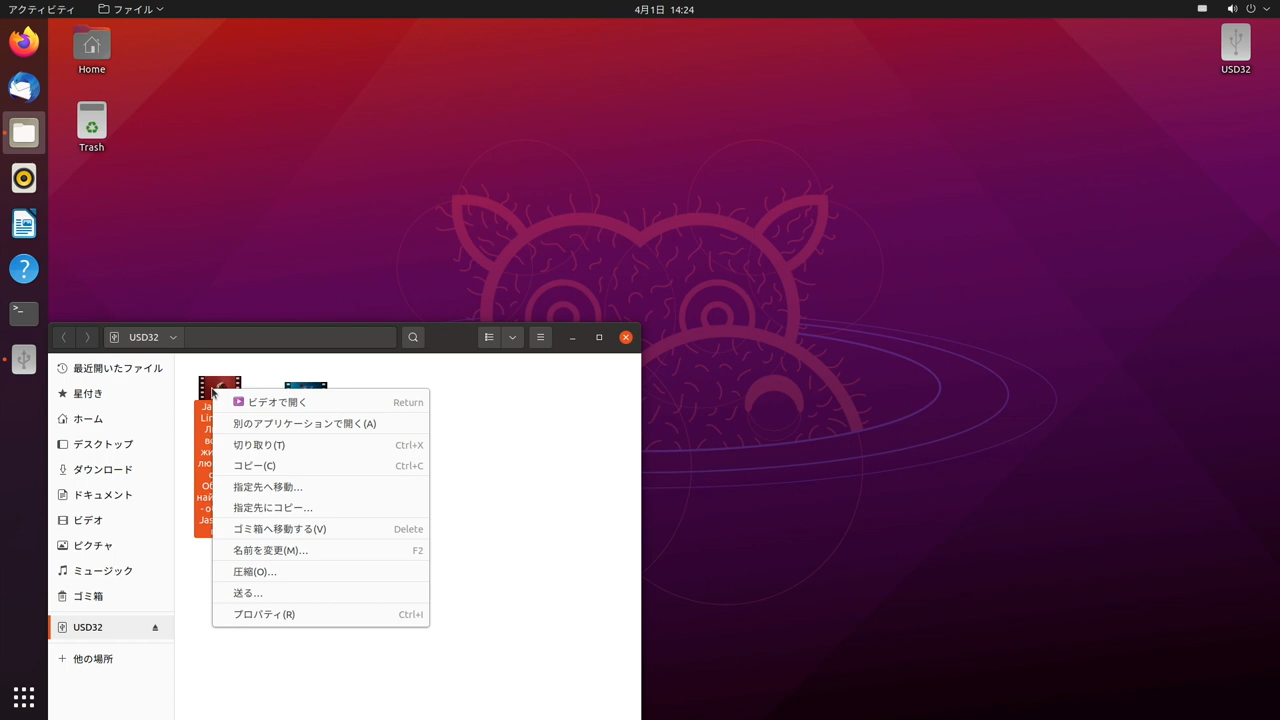 アクティビティ
ファイル
4月1日 14:24
Home
Trash
USD32
USD32
最近開いたファイル
星付き
ホーム
デスクトップ
ダウンロード
ドキュメント
ビデオ
ピクチャ
ミュージック
ゴミ箱
USD32
他の場所
ビデオで開く Return
別のアプリケーションで開く(A)
切り取り(T) Ctrl+X
コピー(C) Ctrl+C
指定先へ移動...
指定先にコピー...
ゴミ箱へ移動する(V) Delete
名前を変更(M)... F2
圧縮(O)...
送る...
プロパティ(R) Ctrl+I